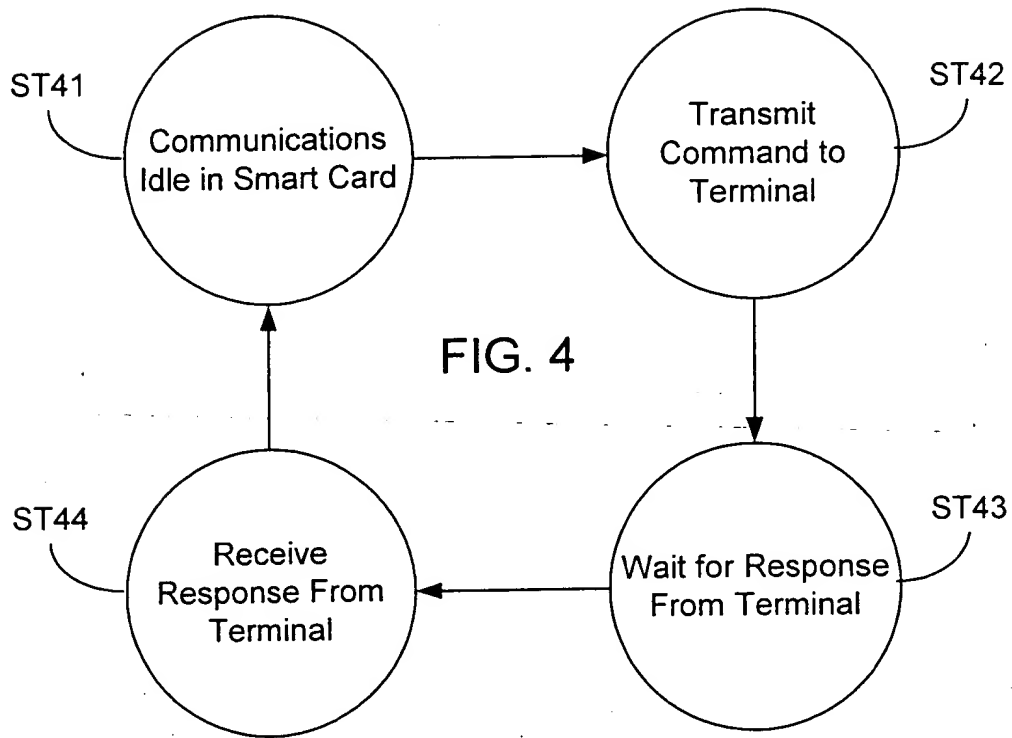 ST41
Communications
Idle in Smart Card
ST42
Transmit
Command to
Terminal
FIG. 4
ST44
Receive
Response From
Terminal
ST43
Wait for Response
From Terminal